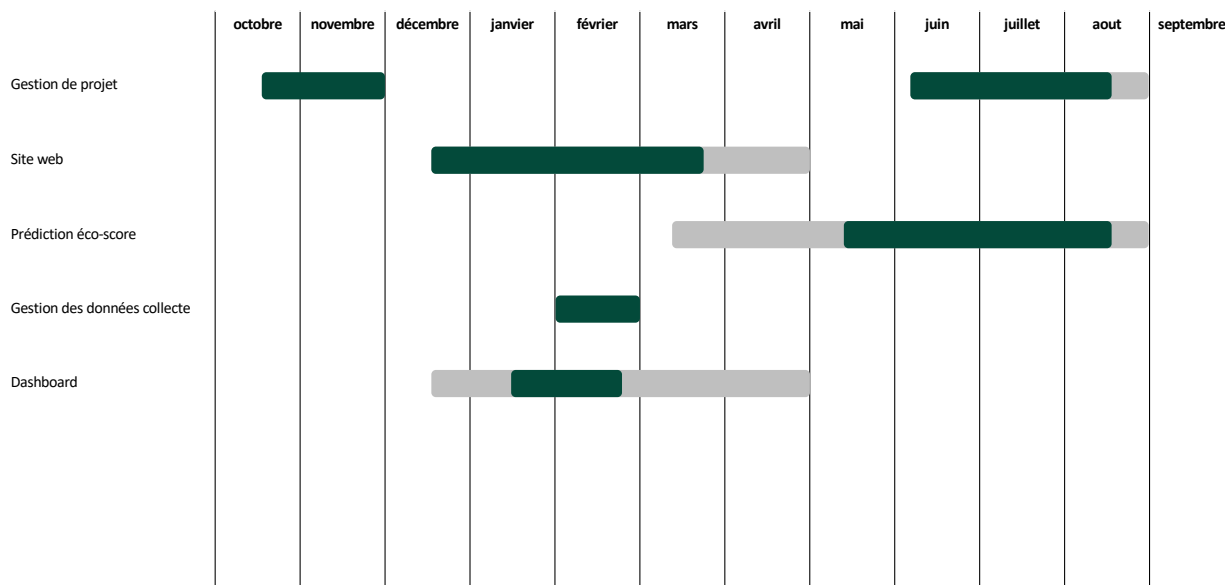 octobre novembre décembre janvier février mars avril mai juin juillet aout septembre
Gestion de projet
Site web
Prédiction éco-score
Gestion des données collecte
Dashboard